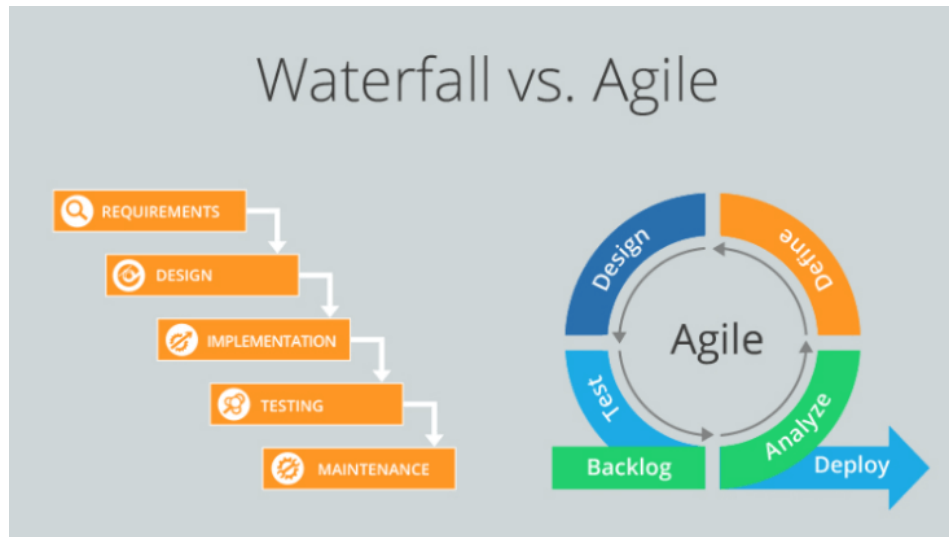 Waterfall vs. Agile
REQUIREMENTS
DESIGN
IMPLEMENTATION
TESTING
MAINTENANCE
Design
Define
Agile
Test
Analyze
Backlog
Deploy